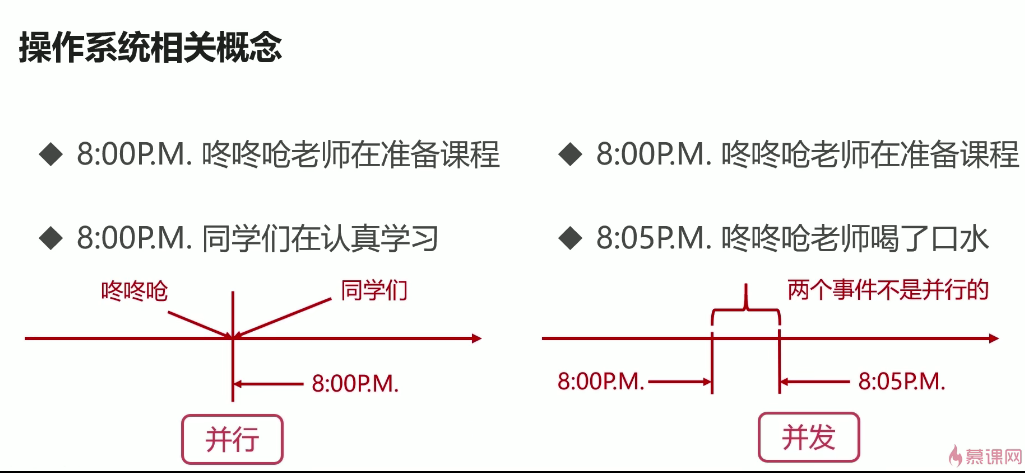 操作系统相关概念
◆ 8:00P.M. 咚咚呛老师在准备课程
◆ 8:00P.M. 同学们在认真学习
咚咚呛
同学们
8:00P.M.
并行
◆ 8:00P.M. 咚咚呛老师在准备课程
◆ 8:05P.M. 咚咚呛老师喝了口水
两个事件不是并行的
8:00P.M.
8:05P.M.
并发
慕课网